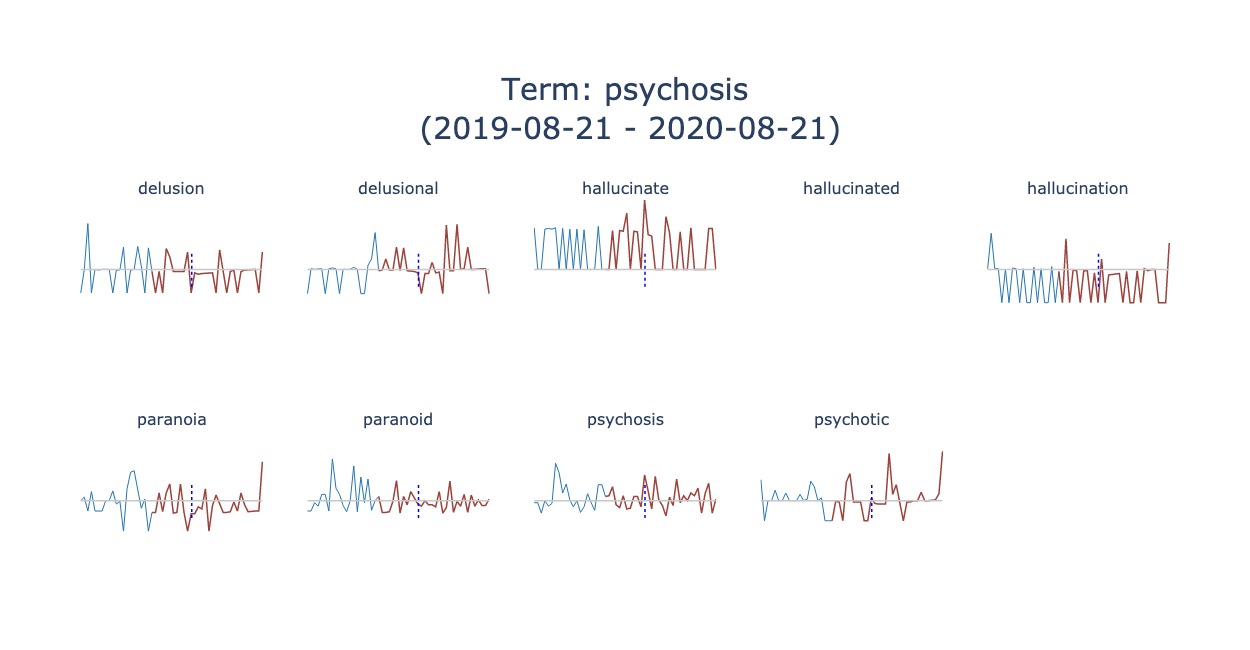 Term: psychosis
(2019-08-21 - 2020-08-21)
delusion
delusional
hallucinate
hallucinated
hallucination
paranoia
paranoid
psychosis
psychotic